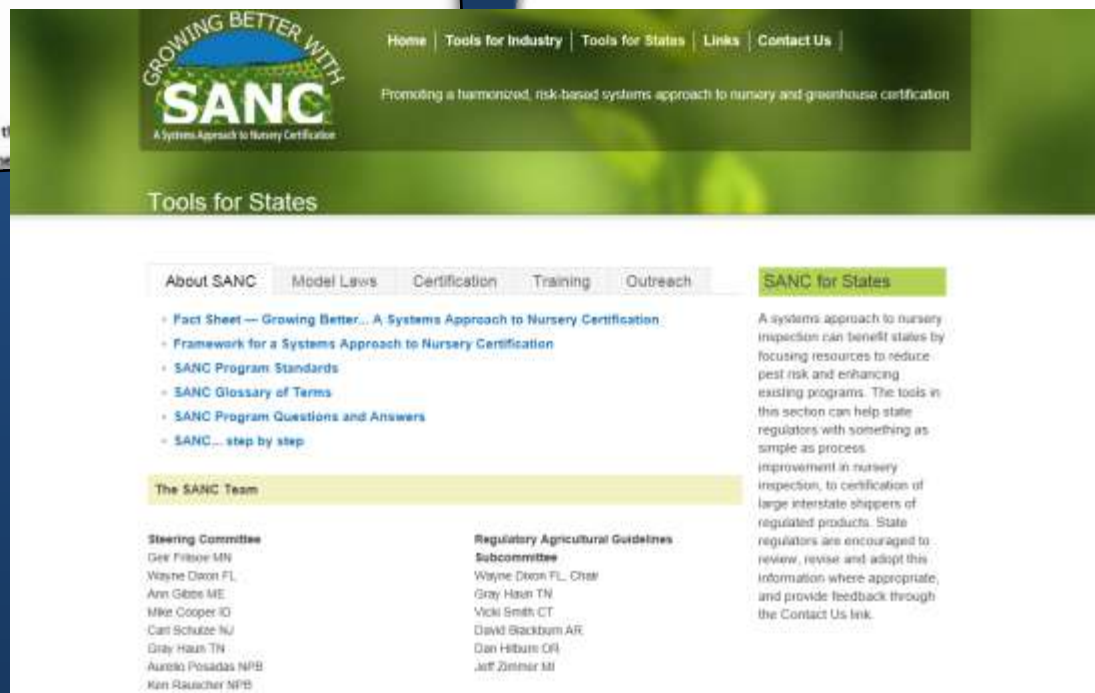 GROWING BETTER WITH
SANC
A Systems Approach to Nursery Certification
Home | Tools for Industry | Tools for States | Links | Contact Us |
Promoting a harmonized, risk-based systems approach to nursery and greenhouse certification
Tools for States
About SANC
Model Laws
Certification
Training
Outreach
Fact Sheet — Growing Better... A Systems Approach to Nursery Certification
Framework for a Systems Approach to Nursery Certification
SANC Program Standards
SANC Glossary of Terms
SANC Program Questions and Answers
SANC... step by step
The SANC Team
Steering Committee
MN
Wayne Dixon FL
Ann Gibbs ME
Mike Cooper ID
Carl Schulze NJ
Gray Haun TN
Aurelio Posadas NPB
Ken Rauscher NPB
Regulatory Agricultural Guidelines
Subcommittee
Wayne Dixon FL, Chair
Gray Haun TN
Vicki Smith CT
David Blackburn AR
Dan Hilburn OR
Jeff Zimmer MI
SANC for States
A systems approach to nursery
inspection can benefit states by
focusing resources to reduce
pest risk and enhancing
existing programs. The tools in
this section can help state
regulators with something as
simple as process
improvement in nursery
inspection, to certification of
large interstate shippers of
regulated products. State
regulators are encouraged to
review, revise and adopt this
information where appropriate,
and provide feedback through
the Contact Us link.